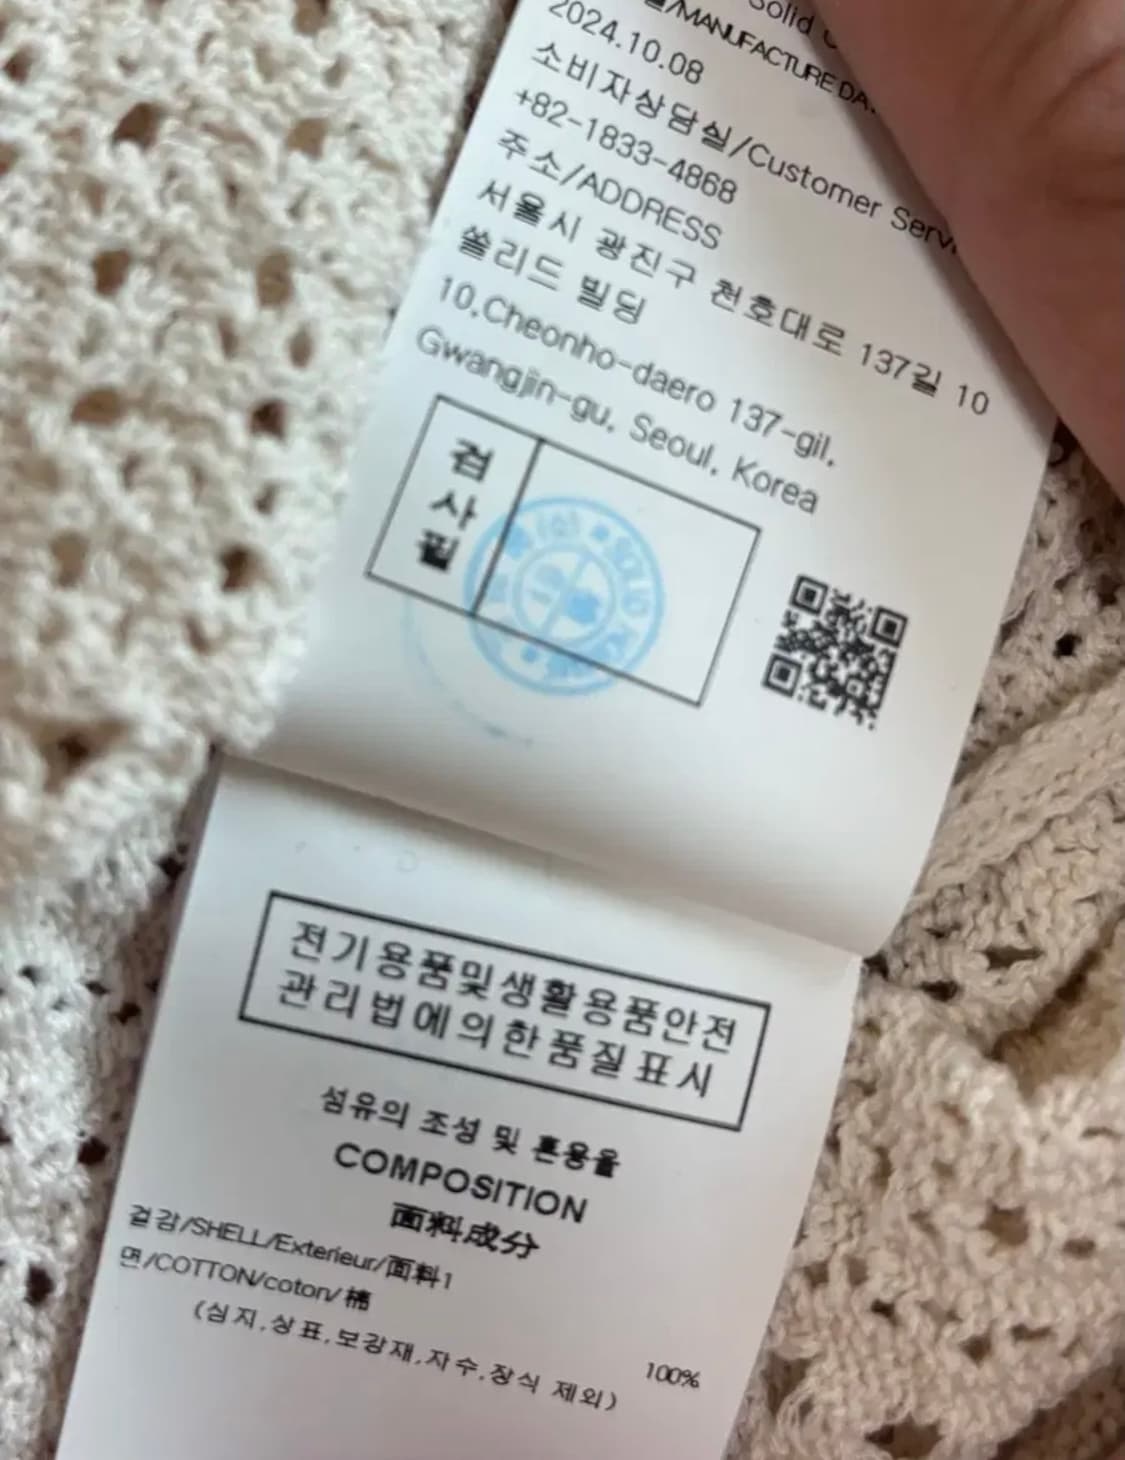 Solid
/MANUFACTURE DA
2024.10.08
소비자상담실/Customer Serv
+82-1833-4868
주소/ADDRESS
서울시 광진구 천호대로 137길 10
쏠리드 빌딩
10,Cheonho-daero 137-gil,
Gwangjin-gu, Seoul, Korea
검사필
전기용품및생활용품안전
관리법에의한품질표시
섬유의 조성 및 혼용율
COMPOSITION
面料成分
겉감/SHELL/Exterieur/面料1
면/COTTON/coton/棉
100%
(심지,상표,보강재,자수,장식 제외)